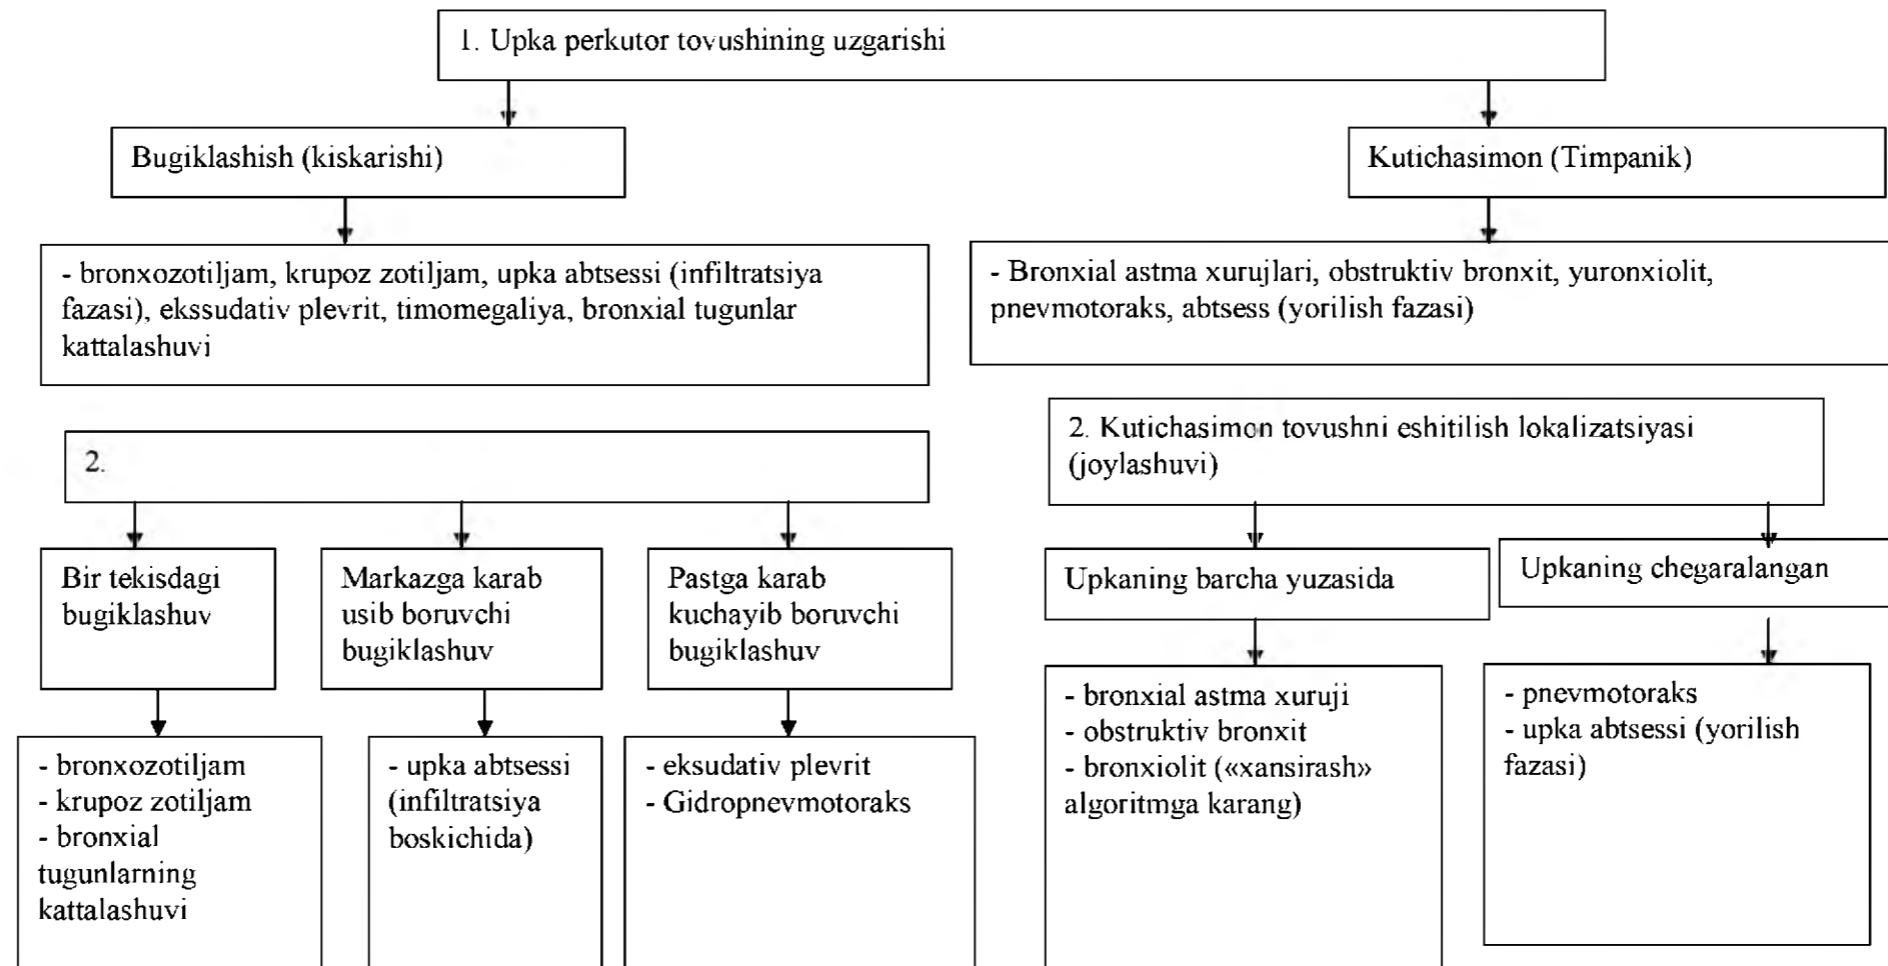 1. Upka perkutor tovushining uzgarishi
Bugiklashish (kiskarishi)
Kutichasimon (Timpanik)
- bronxozotiljam, krupoz zotiljam, upka abtsessi (infiltratsiya
fazasi), ekssudativ plevrit, timomegaliya, bronxial tugunlar
kattalashuvi
- Bronxial astma xurujlari, obstruktiv bronxit, yuronxiolit,
pnevmotoraks, abtsess (yorilish fazasi)
2.
2. Kutichasimon tovushni eshitilish lokalizatsiyasi
(joylashuvi)
Bir tekisdagi
bugiklashuv
Markazga karab
usib boruvchi
bugiklashuv
Pastga karab
kuchayib boruvchi
bugiklashuv
Upkaning barcha yuzasida
Upkaning chegaralangan
- bronxozotiljam
- krupoz zotiljam
- bronxial
tugunlarning
kattalashuvi
- upka abtsessi
(infiltratsiya
boskichida)
- eksudativ plevrit
- Gidropnevmotoraks
- bronxial astma xuruji
- obstruktiv bronxit
- bronxiolit («xansirash»
algoritmga karang)
- pnevmotoraks
- upka abtsessi (yorilish
fazasi)